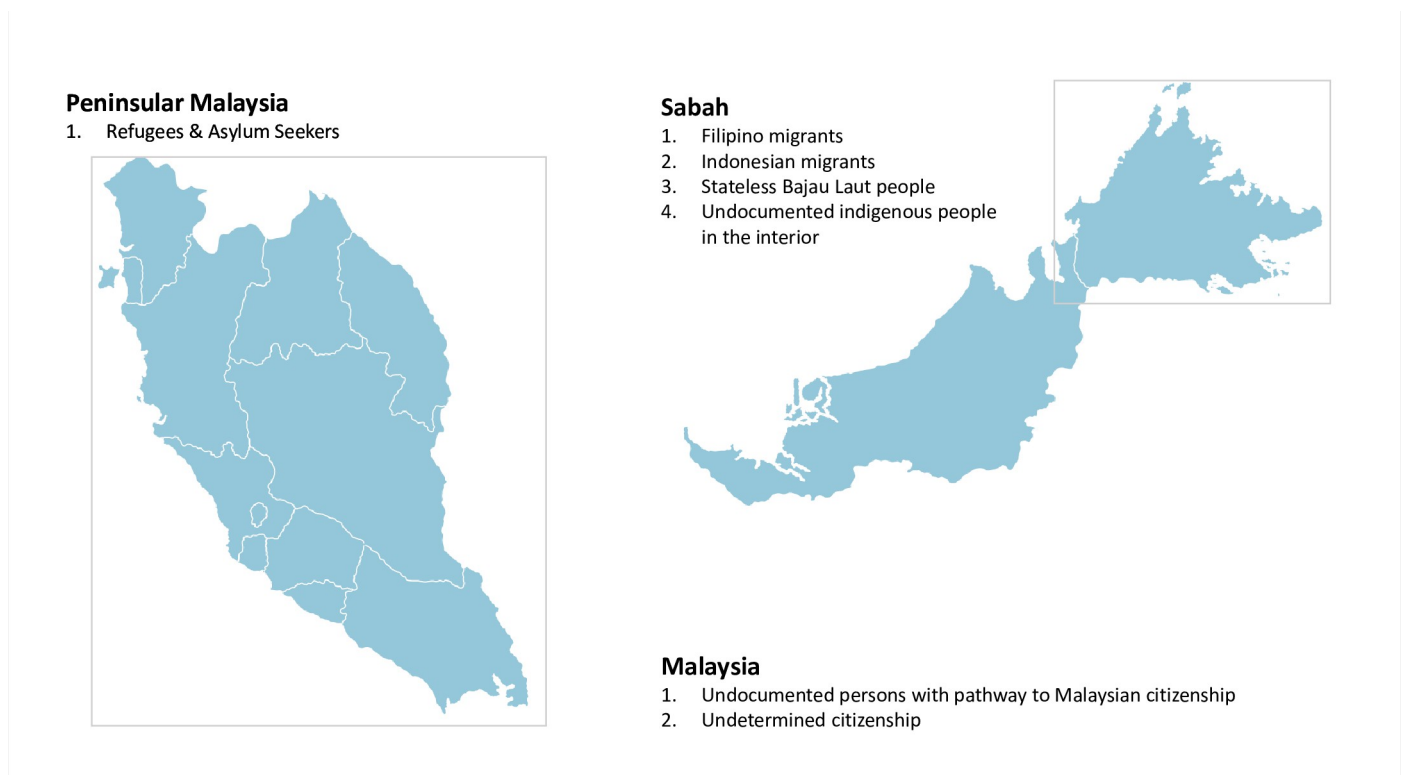 Peninsular Malaysia
1. Refugees & Asylum Seekers
Sabah
1. Filipino migrants
2. Indonesian migrants
3. Stateless Bajau Laut people
4. Undocumented indigenous people
in the interior
Malaysia
1. Undocumented persons with pathway to Malaysian citizenship
2. Undetermined citizenship